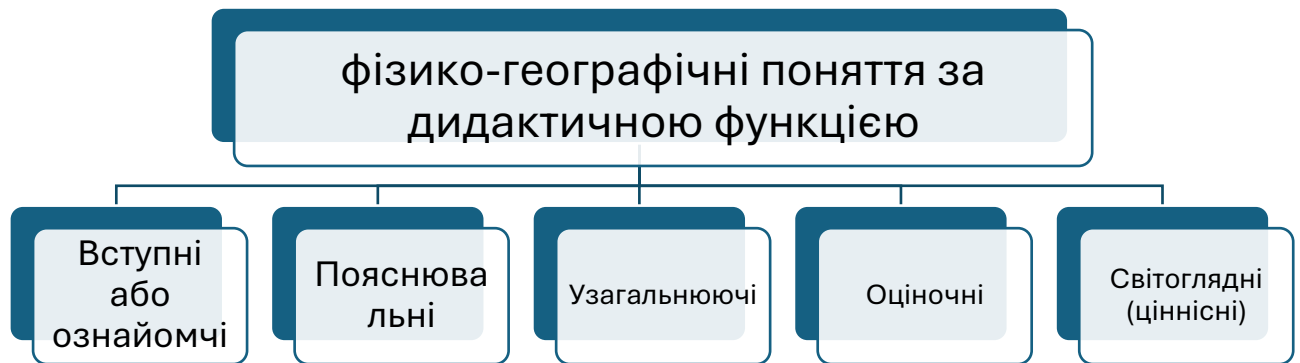 фізико-географічні поняття за
дидактичною функцією
Вступні
або
ознайомчі
Пояснюва
льні
Узагальнюючі
Оціночні
Світоглядні
(ціннісні)